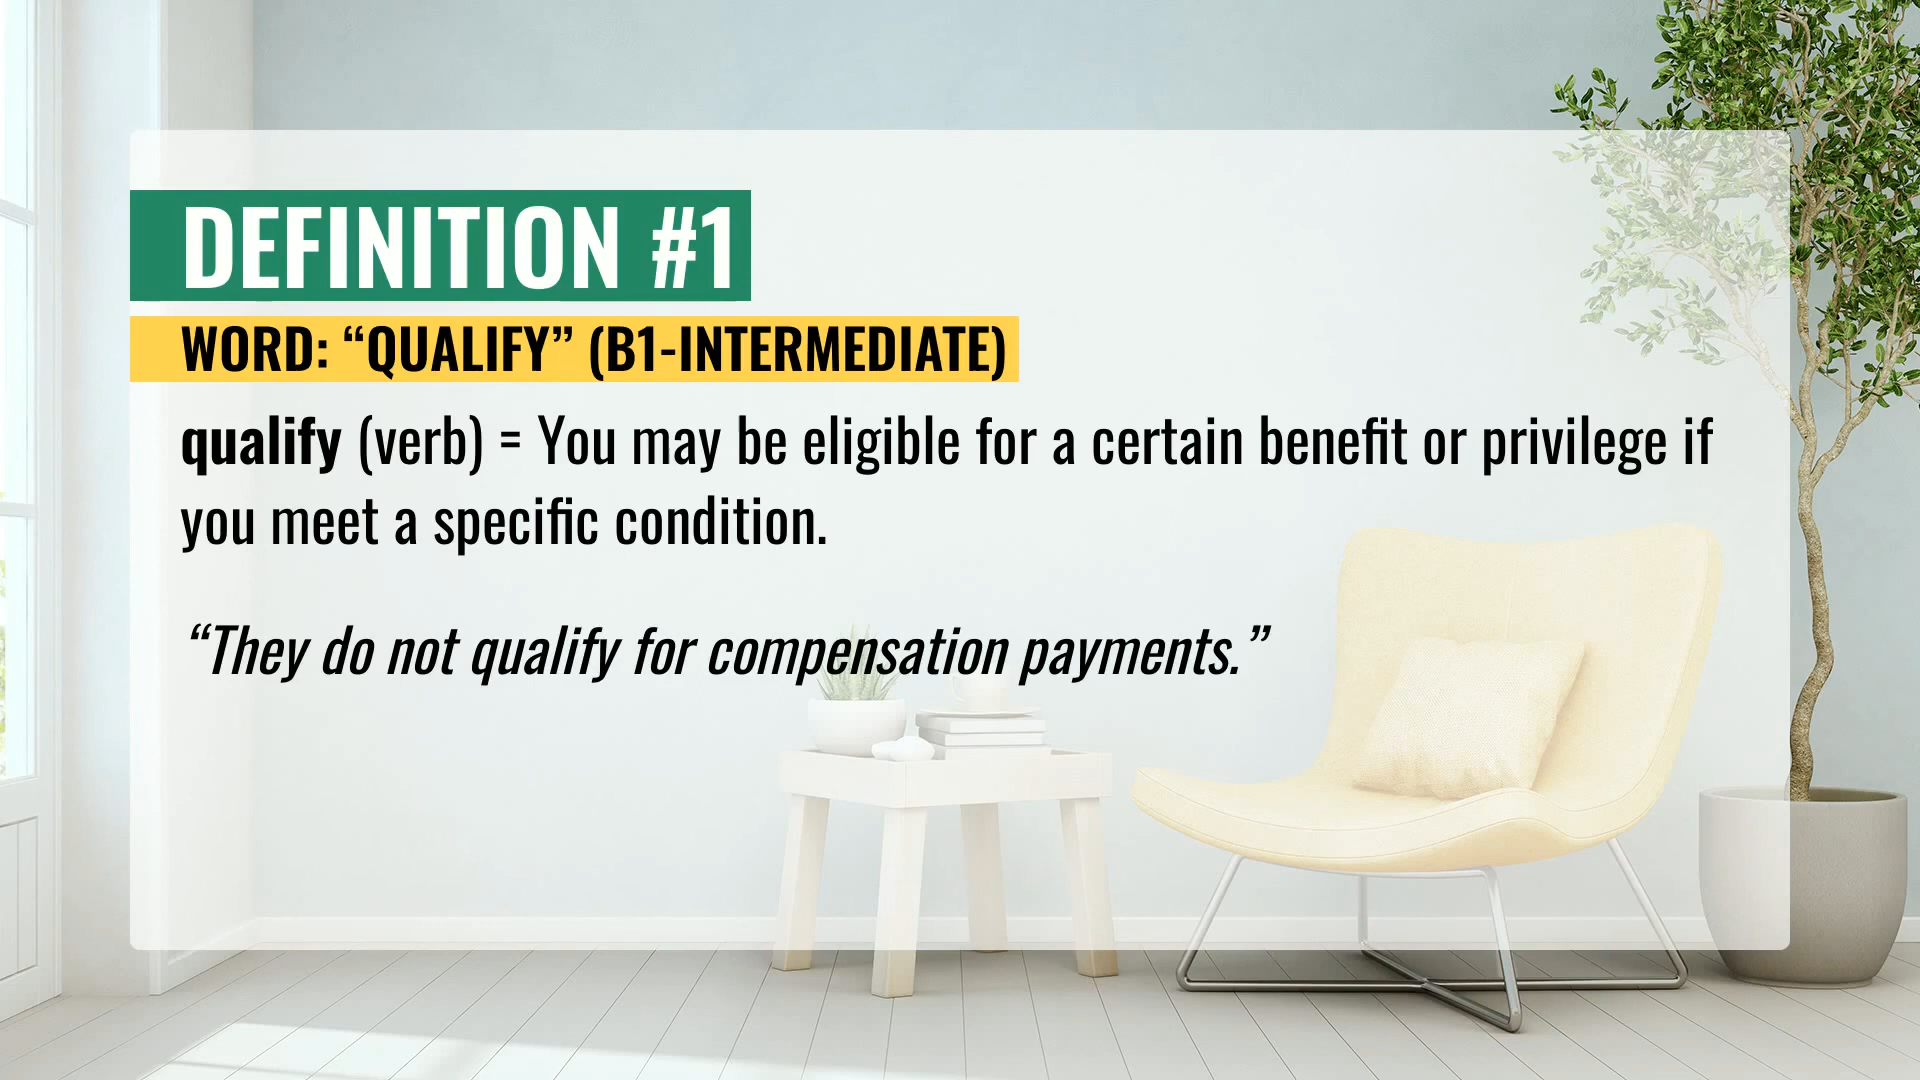 DEFINITION #1
WORD: “QUALIFY” (B1-INTERMEDIATE)
qualify (verb) = You may be eligible for a certain benefit or privilege if
you meet a specific condition.
“They do not qualify for compensation payments.”